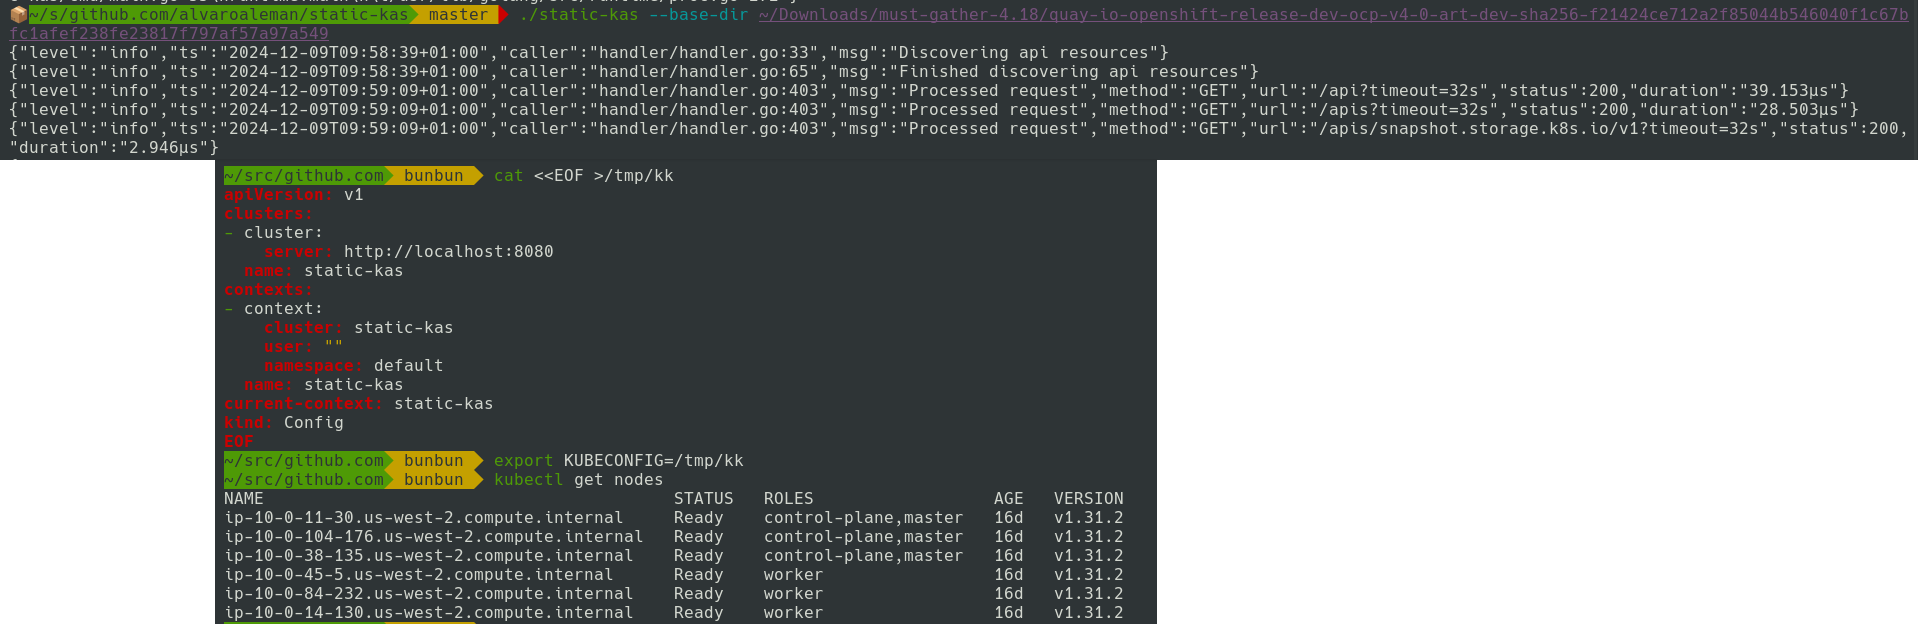 ~/s/github.com/alvaroaleman/static-kas master ./static-kas --base-dir ~/Downloads/must-gather-4.18/quay-io-openshift-release-dev-ocp-v4-0-art-dev-sha256-f21424ce712a2f85044b546040f1c67b
fc1afef238fe23817f797af57a97a549
{"level":"info","ts":"2024-12-09T09:58:39+01:00","caller":"handler/handler.go:33","msg":"Discovering api resources"}
{"level":"info","ts":"2024-12-09T09:58:39+01:00","caller":"handler/handler.go:65","msg":"Finished discovering api resources"}
{"level":"info","ts":"2024-12-09T09:59:09+01:00","caller":"handler/handler.go:403","msg":"Processed request","method":"GET","url":"/api?timeout=32s","status":200,"duration":"39.153µs"}
{"level":"info","ts":"2024-12-09T09:59:09+01:00","caller":"handler/handler.go:403","msg":"Processed request","method":"GET","url":"/apis?timeout=32s","status":200,"duration":"28.503µs"}
{"level":"info","ts":"2024-12-09T09:59:09+01:00","caller":"handler/handler.go:403","msg":"Processed request","method":"GET","url":"/apis/snapshot.storage.k8s.io/v1?timeout=32s","status":200,
"duration":"2.946µs"}
~/src/github.com bunbun cat <<EOF >/tmp/kk
apiVersion: v1
clusters:
- cluster:
    server: http://localhost:8080
  name: static-kas
contexts:
- context:
    cluster: static-kas
    user: ""
    namespace: default
  name: static-kas
current-context: static-kas
kind: Config
EOF
~/src/github.com bunbun export KUBECONFIG=/tmp/kk
~/src/github.com bunbun kubectl get nodes
NAME STATUS ROLES AGE VERSION
ip-10-0-11-30.us-west-2.compute.internal Ready control-plane,master 16d v1.31.2
ip-10-0-104-176.us-west-2.compute.internal Ready control-plane,master 16d v1.31.2
ip-10-0-38-135.us-west-2.compute.internal Ready control-plane,master 16d v1.31.2
ip-10-0-45-5.us-west-2.compute.internal Ready worker 16d v1.31.2
ip-10-0-84-232.us-west-2.compute.internal Ready worker 16d v1.31.2
ip-10-0-14-130.us-west-2.compute.internal Ready worker 16d v1.31.2